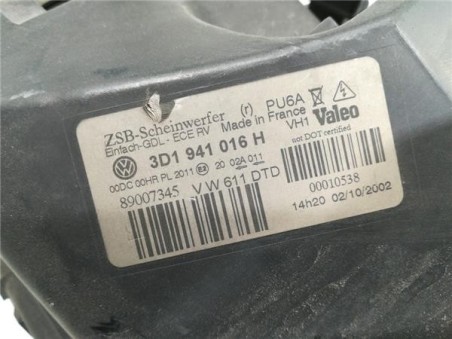 ZSB-Scheinwerfer (r) PU6A
Einfach-GDL - ECE RV Made in France VH1 Valeo
3D1 941 016 H not DOT certified
00DC 00HR PL 2011 20 02A 011
89007345 VW 611 DTD 00010538
14h20 02/10/2002